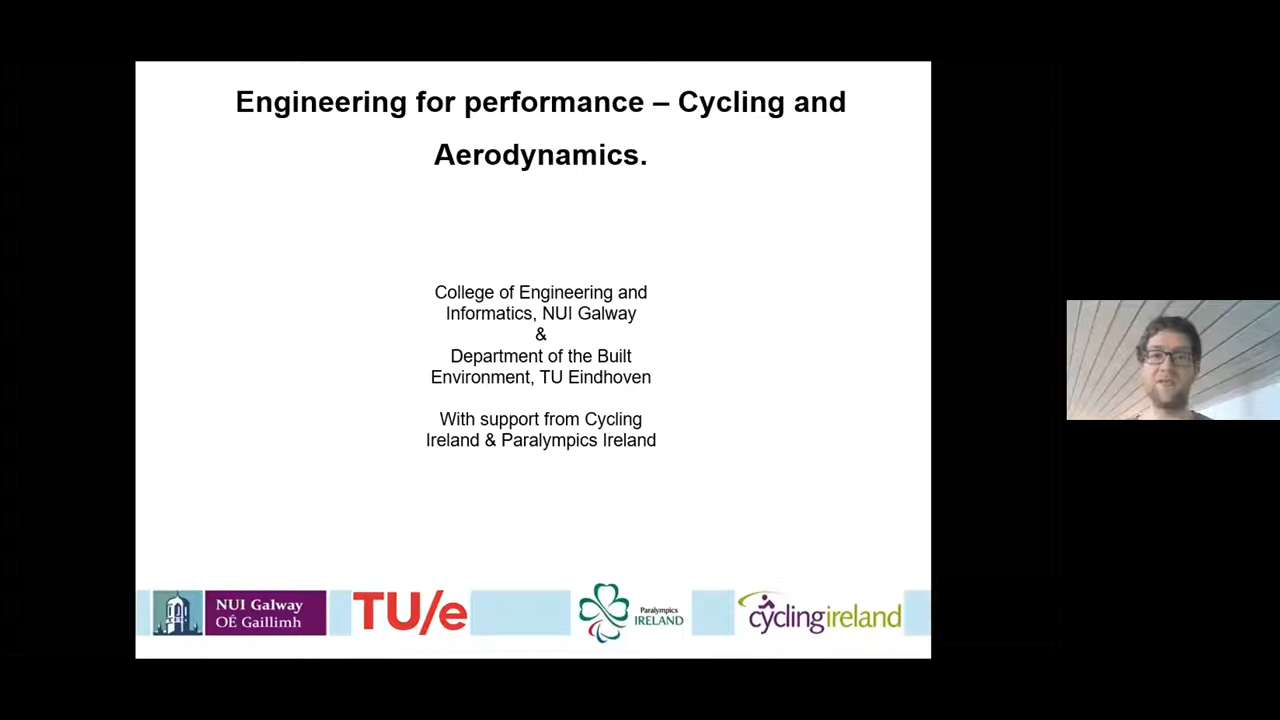 Engineering for performance – Cycling and
Aerodynamics.
College of Engineering and
Informatics, NUI Galway
&
Department of the Built
Environment, TU Eindhoven
With support from Cycling
Ireland & Paralympics Ireland
NUI Galway
OÉ Gaillimh
TU/e
Paralympics
IRELAND
cyclingireland